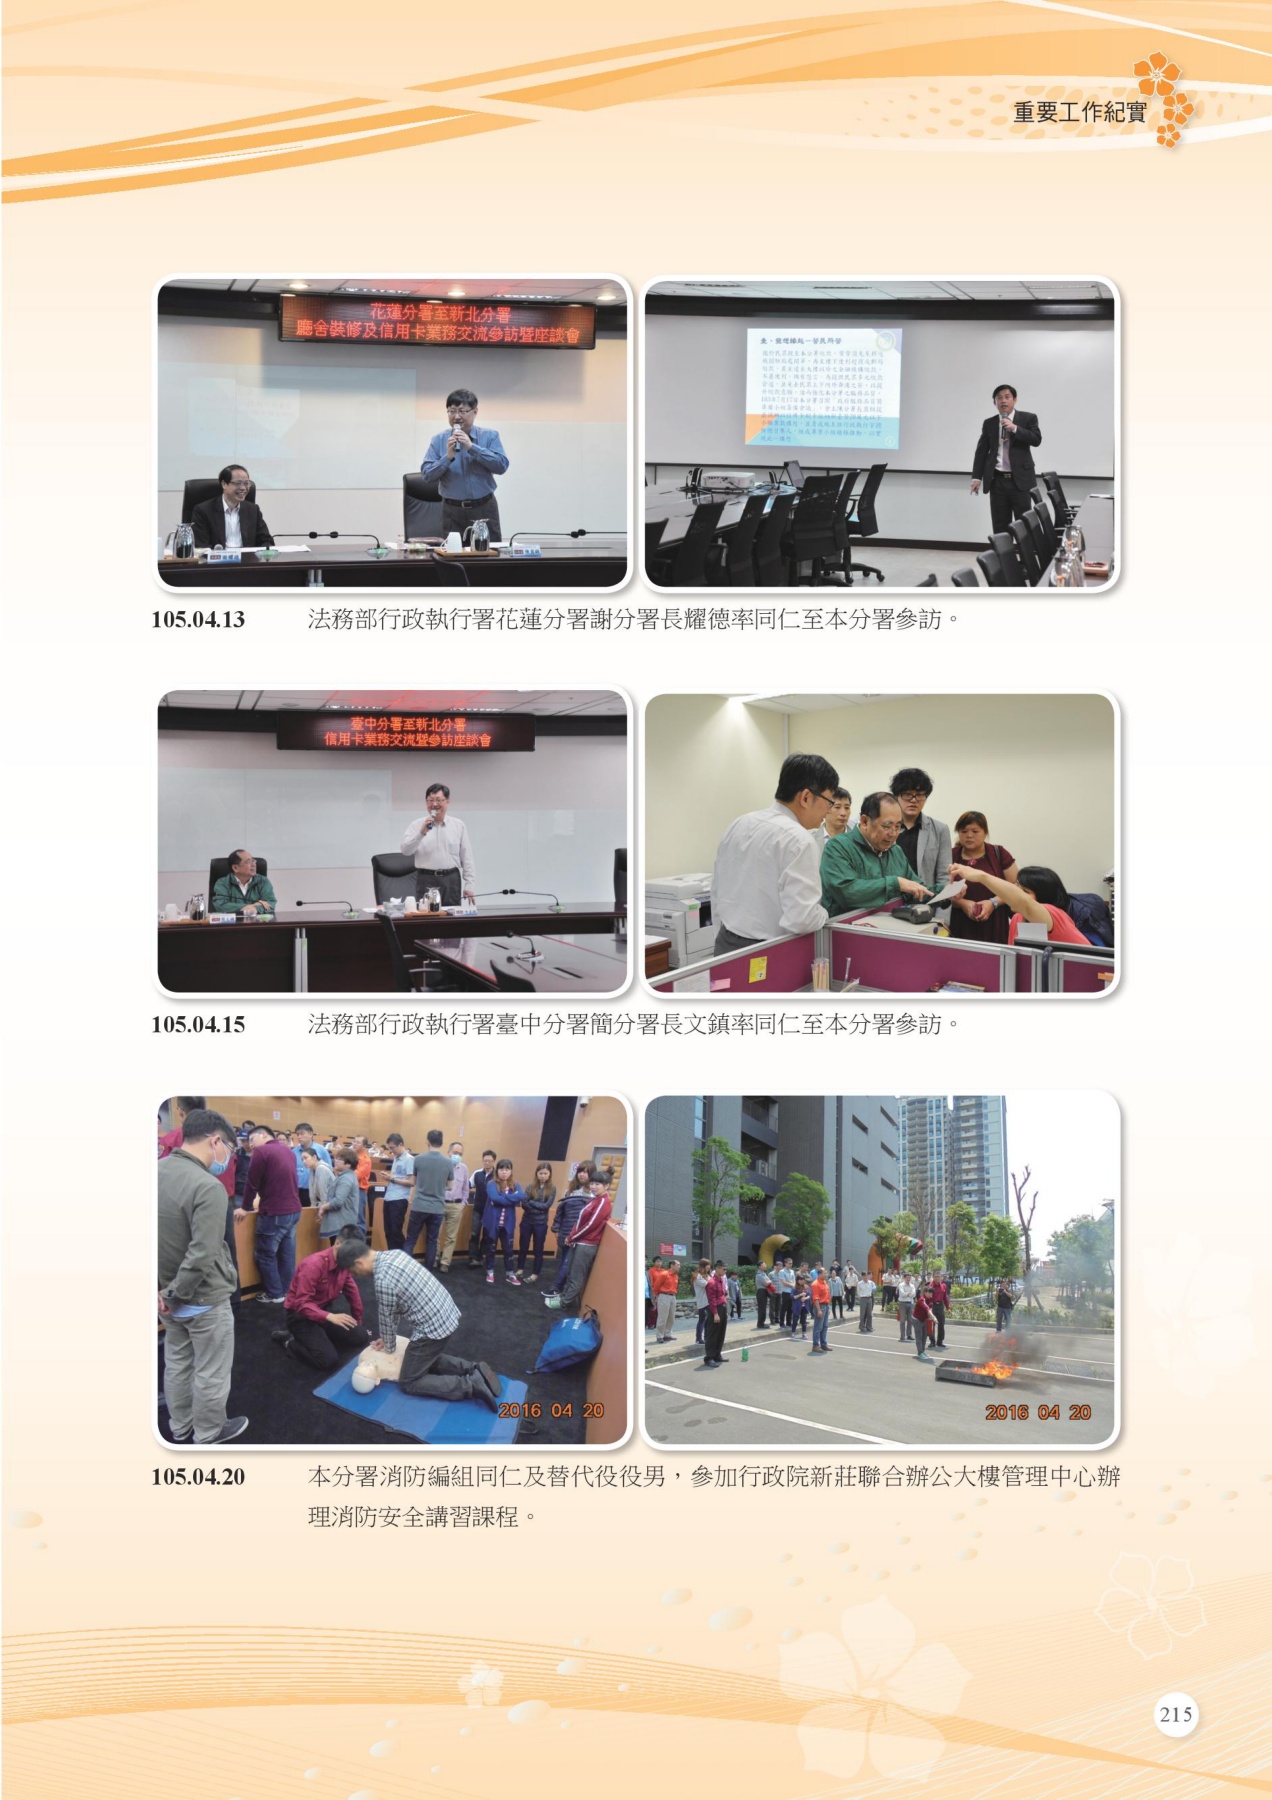 重要工作紀實
花蓮分署至新北分署
廳舍裝修及信用卡業務交流參訪暨座談會
105.04.13 法務部行政執行署花蓮分署謝分署長耀德率同仁至本分署參訪。
臺中分署至新北分署
信用卡業務交流暨參訪座談會
105.04.15 法務部行政執行署臺中分署簡分署長文鎮率同仁至本分署參訪。
2016 04 20
2016 04 20
105.04.20 本分署消防編組同仁及替代役役男，參加行政院新莊聯合辦公大樓管理中心辦
理消防安全講習課程。
215